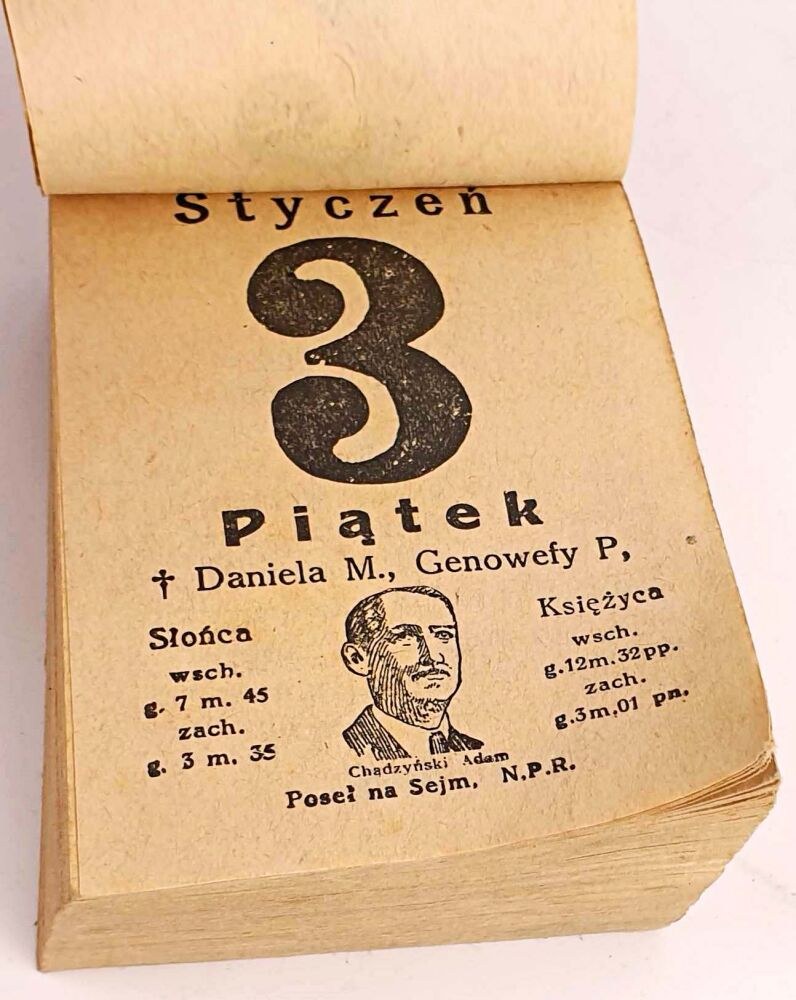 Styczeń
3
Piątek
† Daniela M., Genowefy P,
Słońca
wsch.
g. 7 m. 45
zach.
g. 3 m. 35
Księżyca
wsch.
g.12m.32pp.
zach.
g.3m,01 pn.
Chądzyński Adam
Poseł na Sejm, N.P.R.